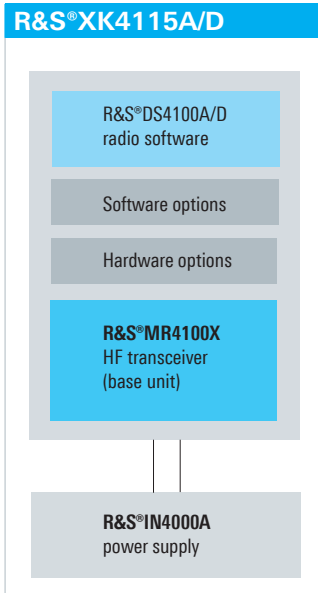 R&S®XK4115A/D
R&S®DS4100A/D
radio software
Software options
Hardware options
R&S®MR4100X
HF transceiver
(base unit)
R&S®IN4000A
power supply